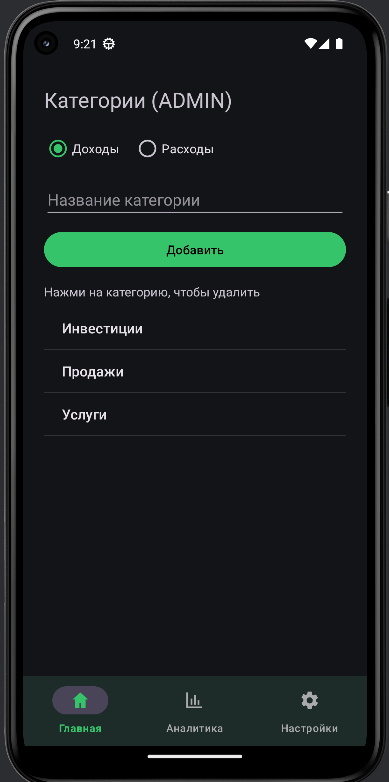 9:21
Категории (ADMIN)
Доходы Расходы
Название категории
Добавить
Нажми на категорию, чтобы удалить
Инвестиции
Продажи
Услуги
Главная Аналитика Настройки